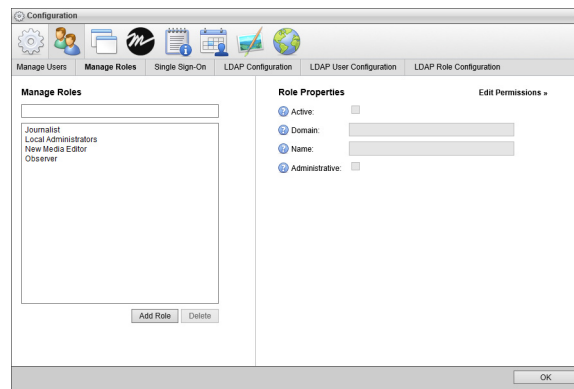 Configuration
Manage Users Manage Roles Single Sign-On LDAP Configuration LDAP User Configuration LDAP Role Configuration
Manage Roles
Journalist
Local Administrators
New Media Editor
Observer
Add Role Delete
Role Properties Edit Permissions »
? Active:
? Domain:
? Name:
? Administrative:
OK